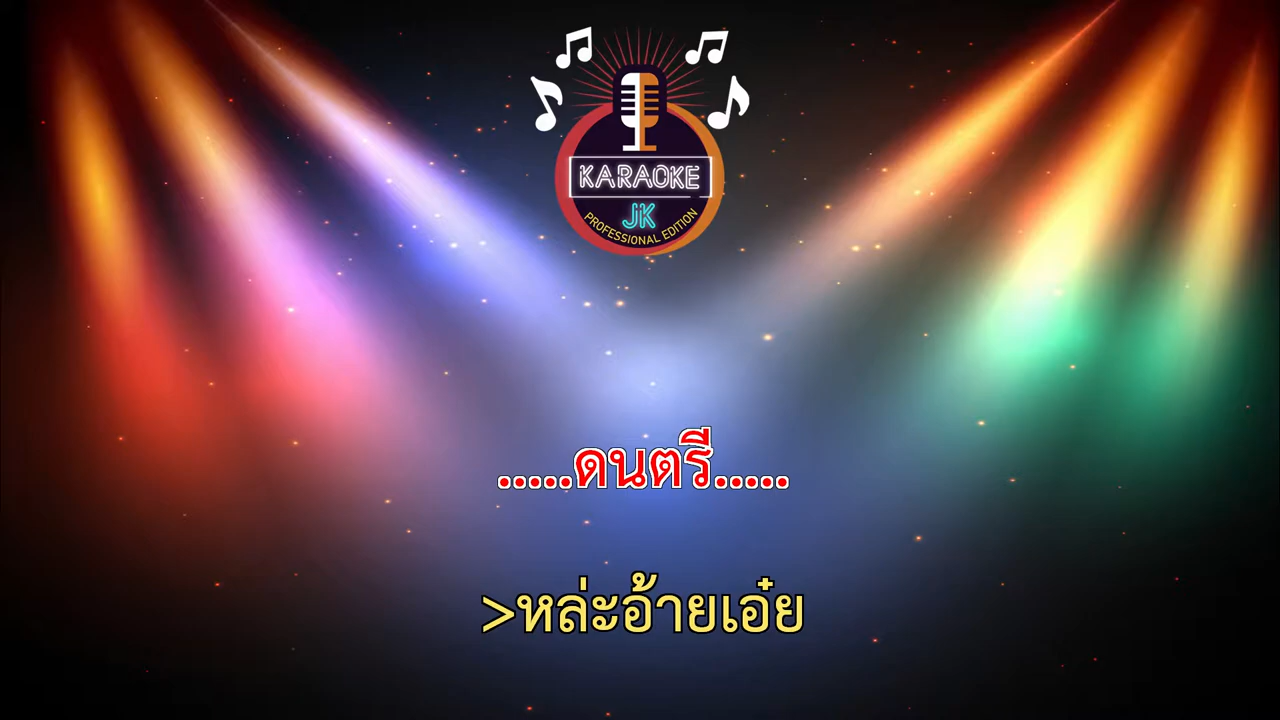 KARAOKE
JK
PROFESSIONAL EDITION
.....ดนตรี.....
>หล่ะอ้ายเอ๋ย